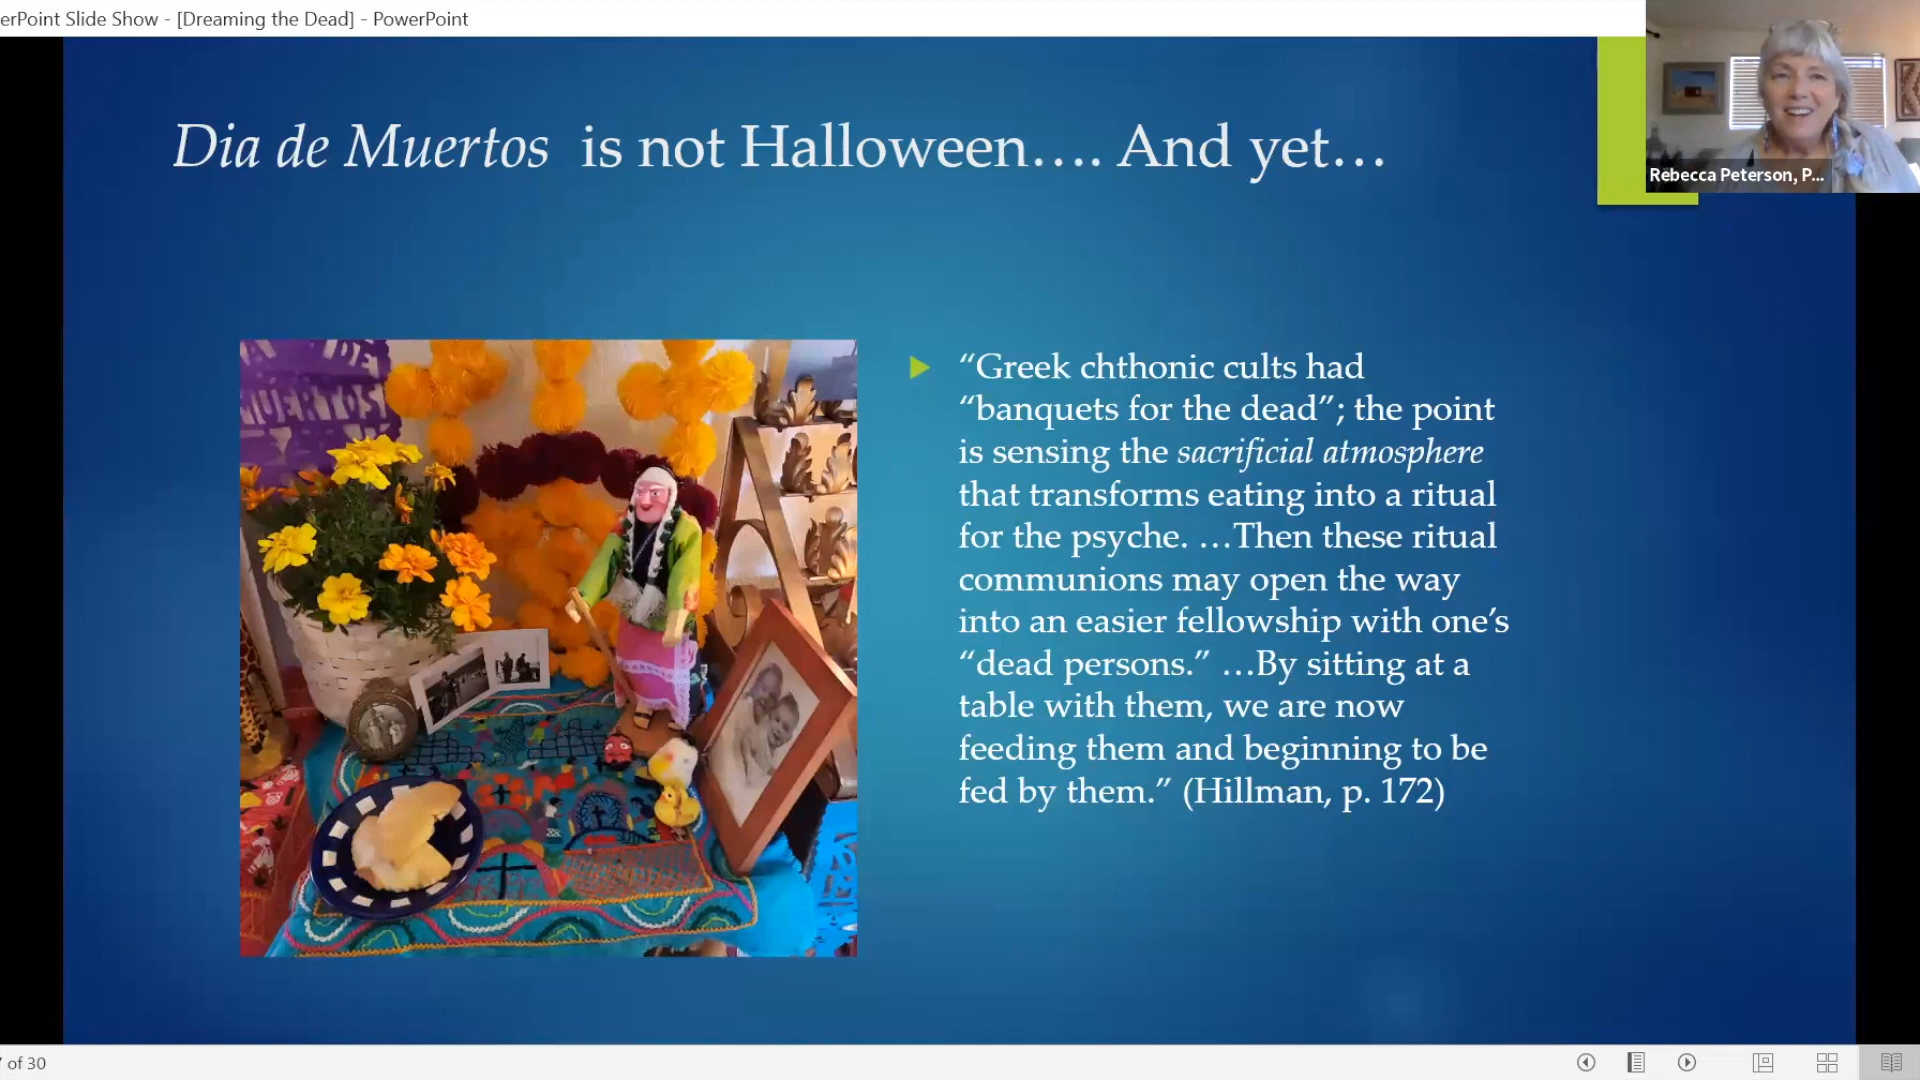 erPoint Slide Show - [Dreaming the Dead] - PowerPoint
Rebecca Peterson, P...
Dia de Muertos is not Halloween.... And yet...
DE
MUERTOS
"Greek chthonic cults had
"banquets for the dead"; the point
is sensing the sacrificial atmosphere
that transforms eating into a ritual
for the psyche. ...Then these ritual
communions may open the way
into an easier fellowship with one's
"dead persons." ...By sitting at a
table with them, we are now
feeding them and beginning to be
fed by them." (Hillman, p. 172)
of 30